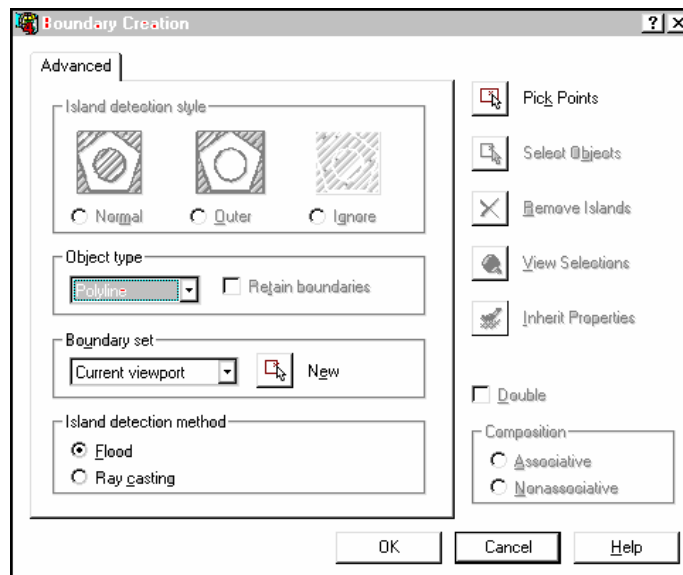 Boundary Creation
Advanced
Island detection style
Normal
Outer
Ignore
Object type
Polyline
Retain boundaries
Boundary set
Current viewport
New
Island detection method
Flood
Ray casting
Pick Points
Select Objects
Remove Islands
View Selections
Inherit Properties
Double
Composition
Associative
Nonassociative
OK
Cancel
Help